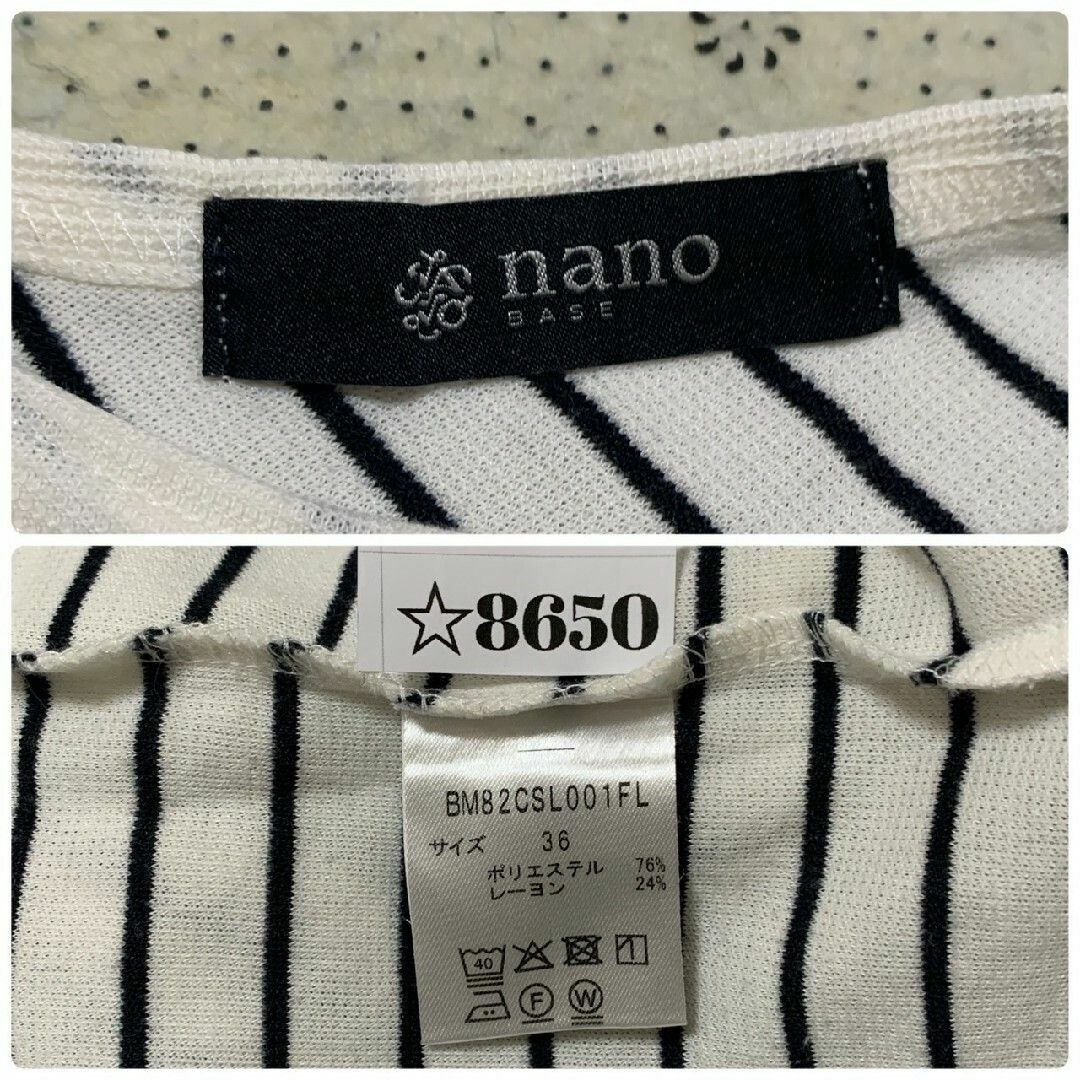 nano
BASE
☆8650
BM82CSL001FL
サイズ 36
ポリエステル 76%
レーヨン 24%
40
F W